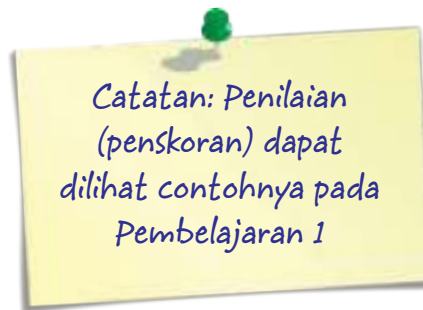 Catatan: Penilaian
(penskoran) dapat
dilihat contohnya pada
Pembelajaran 1